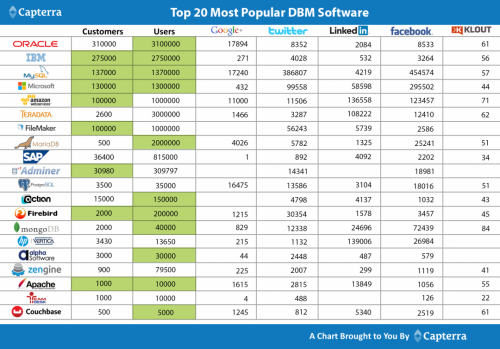 Capterra Top 20 Most Popular DBM Software
Customers Users Google+ twitter LinkedIn facebook KLOUT
ORACLE 310000 3100000 17894 8352 2084 8533 61
IBM 275000 2750000 271 4028 532 3264 56
MySQL 137000 1370000 17240 386807 4219 454574 57
Microsoft 130000 1300000 432 99558 58598 295502 44
amazon webservices 100000 1000000 11000 11506 136558 123457 71
TERADATA 2600 3000000 1466 3287 108222 12410 62
FileMaker 100000 1000000 56243 5739 2586
MariaDB 500 2000000 4026 5782 1325 25241 51
SAP 36400 815000 1 892 4092 2202 34
Adminer 30980 309797 14341 18981
PostgreSQL 3500 35000 16475 13586 3104 18016 51
Action 15000 150000 4798 4137 1032 43
Firebird 2000 200000 1215 30354 1578 3457 45
mongoDB 2000 40000 829 12338 24696 72439 84
hp VERTICA 3430 13650 215 1132 139006 26984
alpha software 3000 30000 44 2448 487 579
zengine 900 79500 225 2007 299 1119 41
Apache 1000 10000 1615 2815 13849 1056 55
TEAM DESK 1000 10000 4 488 126 22
Couchbase 500 5000 1245 812 5340 2519 61
A Chart Brought to You By Capterra